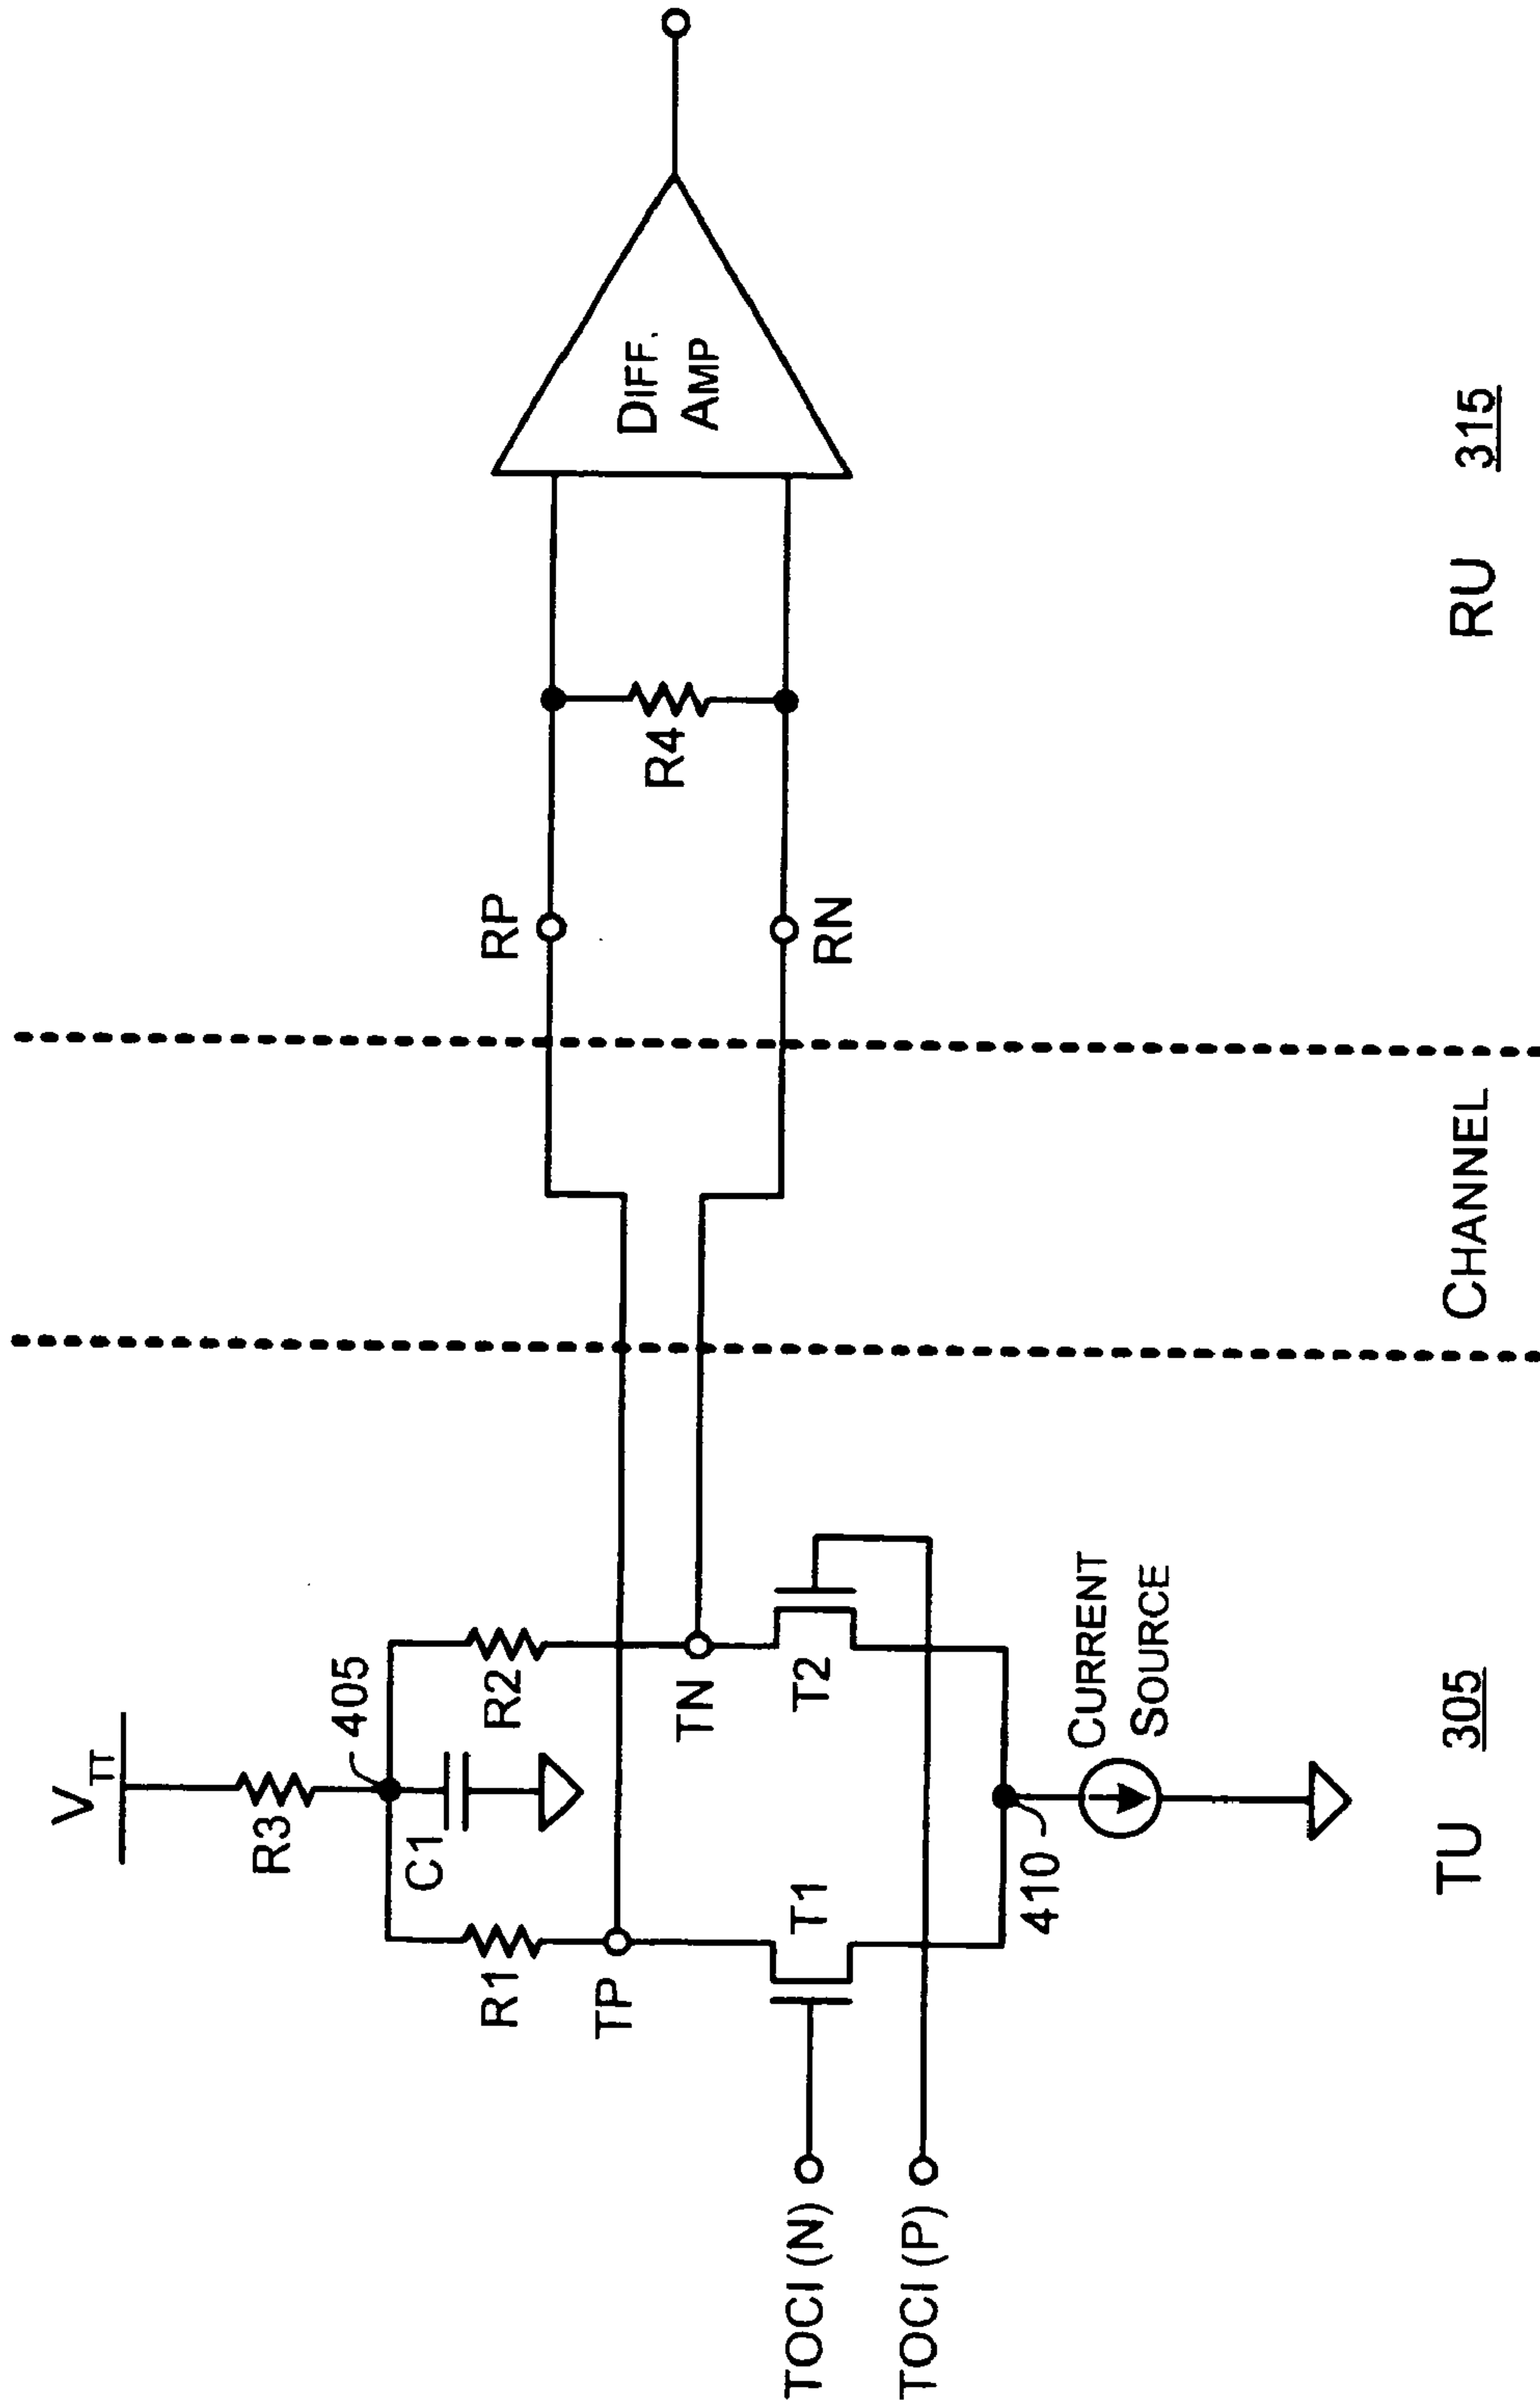 V_TT
R3
405
C1
R1
R2
TP
TN
T1
T2
TOCI (N)
TOCI (P)
410
CURRENT
SOURCE
RP
RN
R4
DIFF.
AMP
TU 305
CHANNEL
RU 315